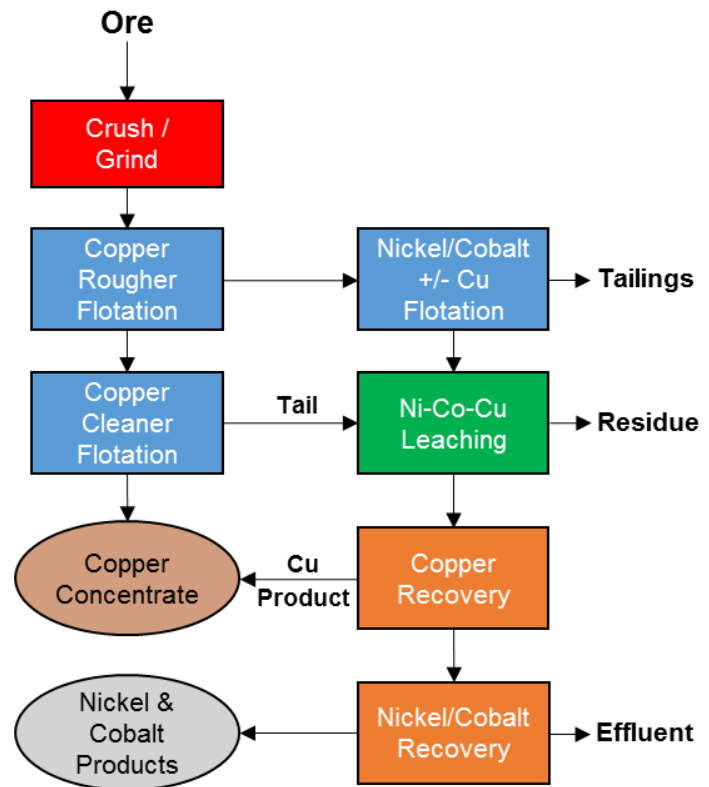 Ore
Crush /
Grind
Copper
Rougher
Flotation
Nickel/Cobalt
+/- Cu
Flotation
Tailings
Copper
Cleaner
Flotation
Tail
Ni-Co-Cu
Leaching
Residue
Copper
Concentrate
Cu
Product
Copper
Recovery
Nickel &
Cobalt
Products
Nickel/Cobalt
Recovery
Effluent